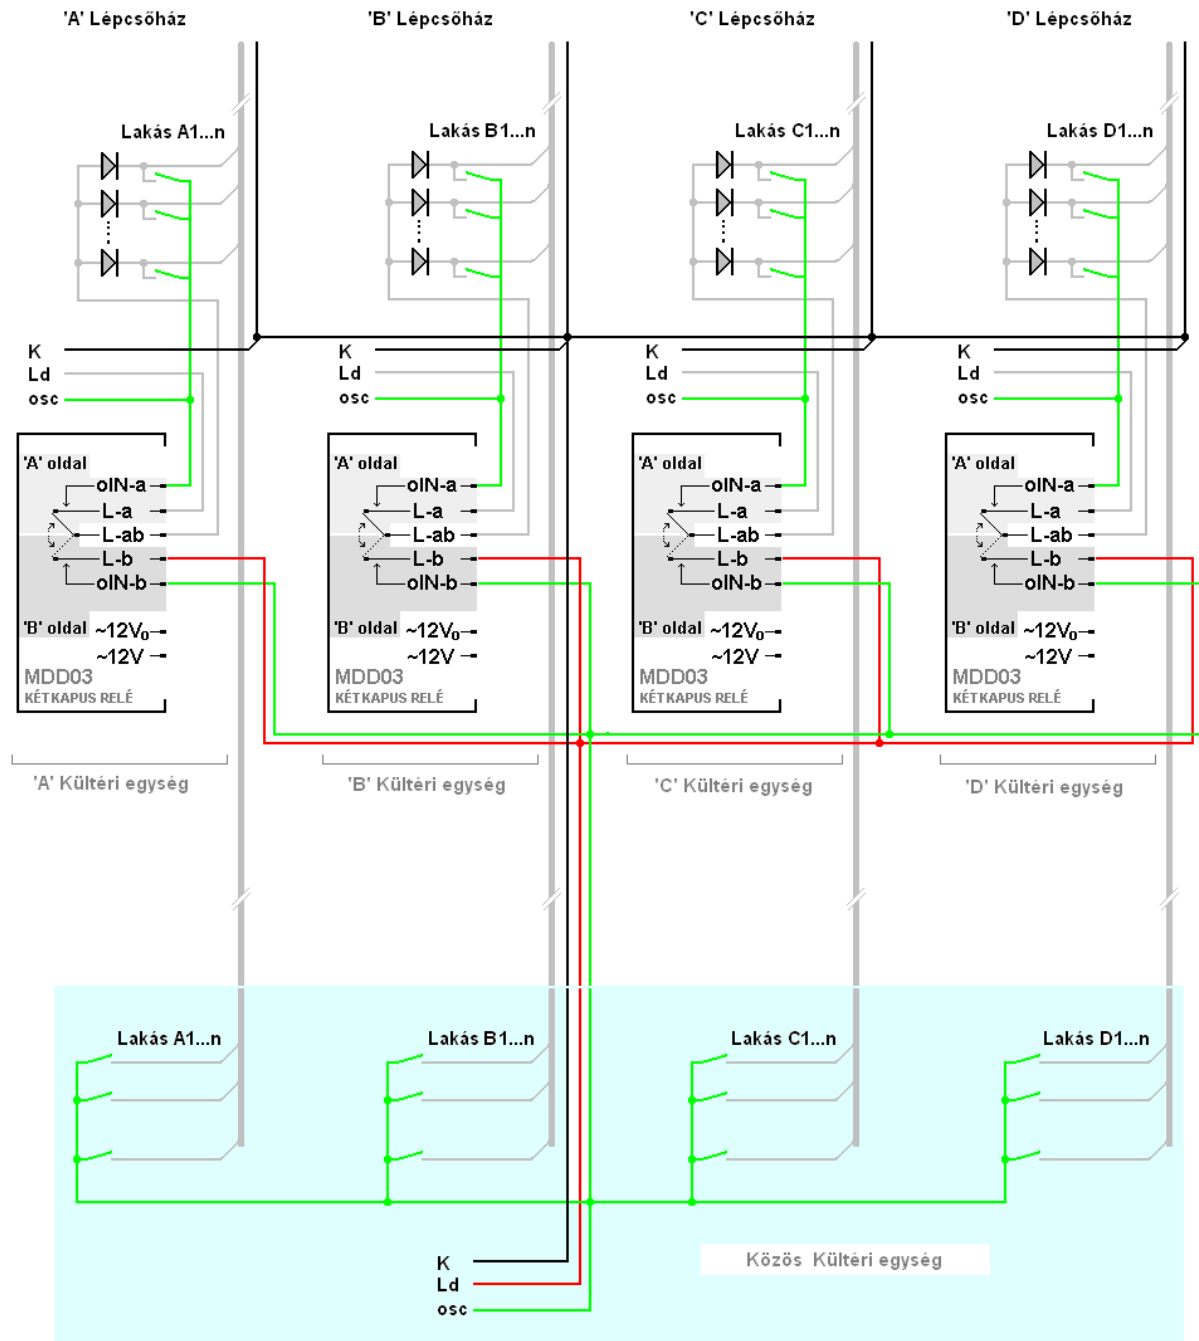 'A' Lépcsőház
'B' Lépcsőház
'C' Lépcsőház
'D' Lépcsőház
Lakás A1...n
Lakás B1...n
Lakás C1...n
Lakás D1...n
K
Ld
osc
K
Ld
osc
K
Ld
osc
K
Ld
osc
'A' oldal
oIN-a
L-a
L-ab
L-b
oIN-b
'B' oldal
~12V0
~12V
MDD03
KÉTKAPUS RELÉ
'A' oldal
oIN-a
L-a
L-ab
L-b
oIN-b
'B' oldal
~12V0
~12V
MDD03
KÉTKAPUS RELÉ
'A' oldal
oIN-a
L-a
L-ab
L-b
oIN-b
'B' oldal
~12V0
~12V
MDD03
KÉTKAPUS RELÉ
'A' oldal
oIN-a
L-a
L-ab
L-b
oIN-b
'B' oldal
~12V0
~12V
MDD03
KÉTKAPUS RELÉ
'A' Kültéri egység
'B' Kültéri egység
'C' Kültéri egység
'D' Kültéri egység
Lakás A1...n
Lakás B1...n
Lakás C1...n
Lakás D1...n
K
Ld
osc
Közös Kültéri egység